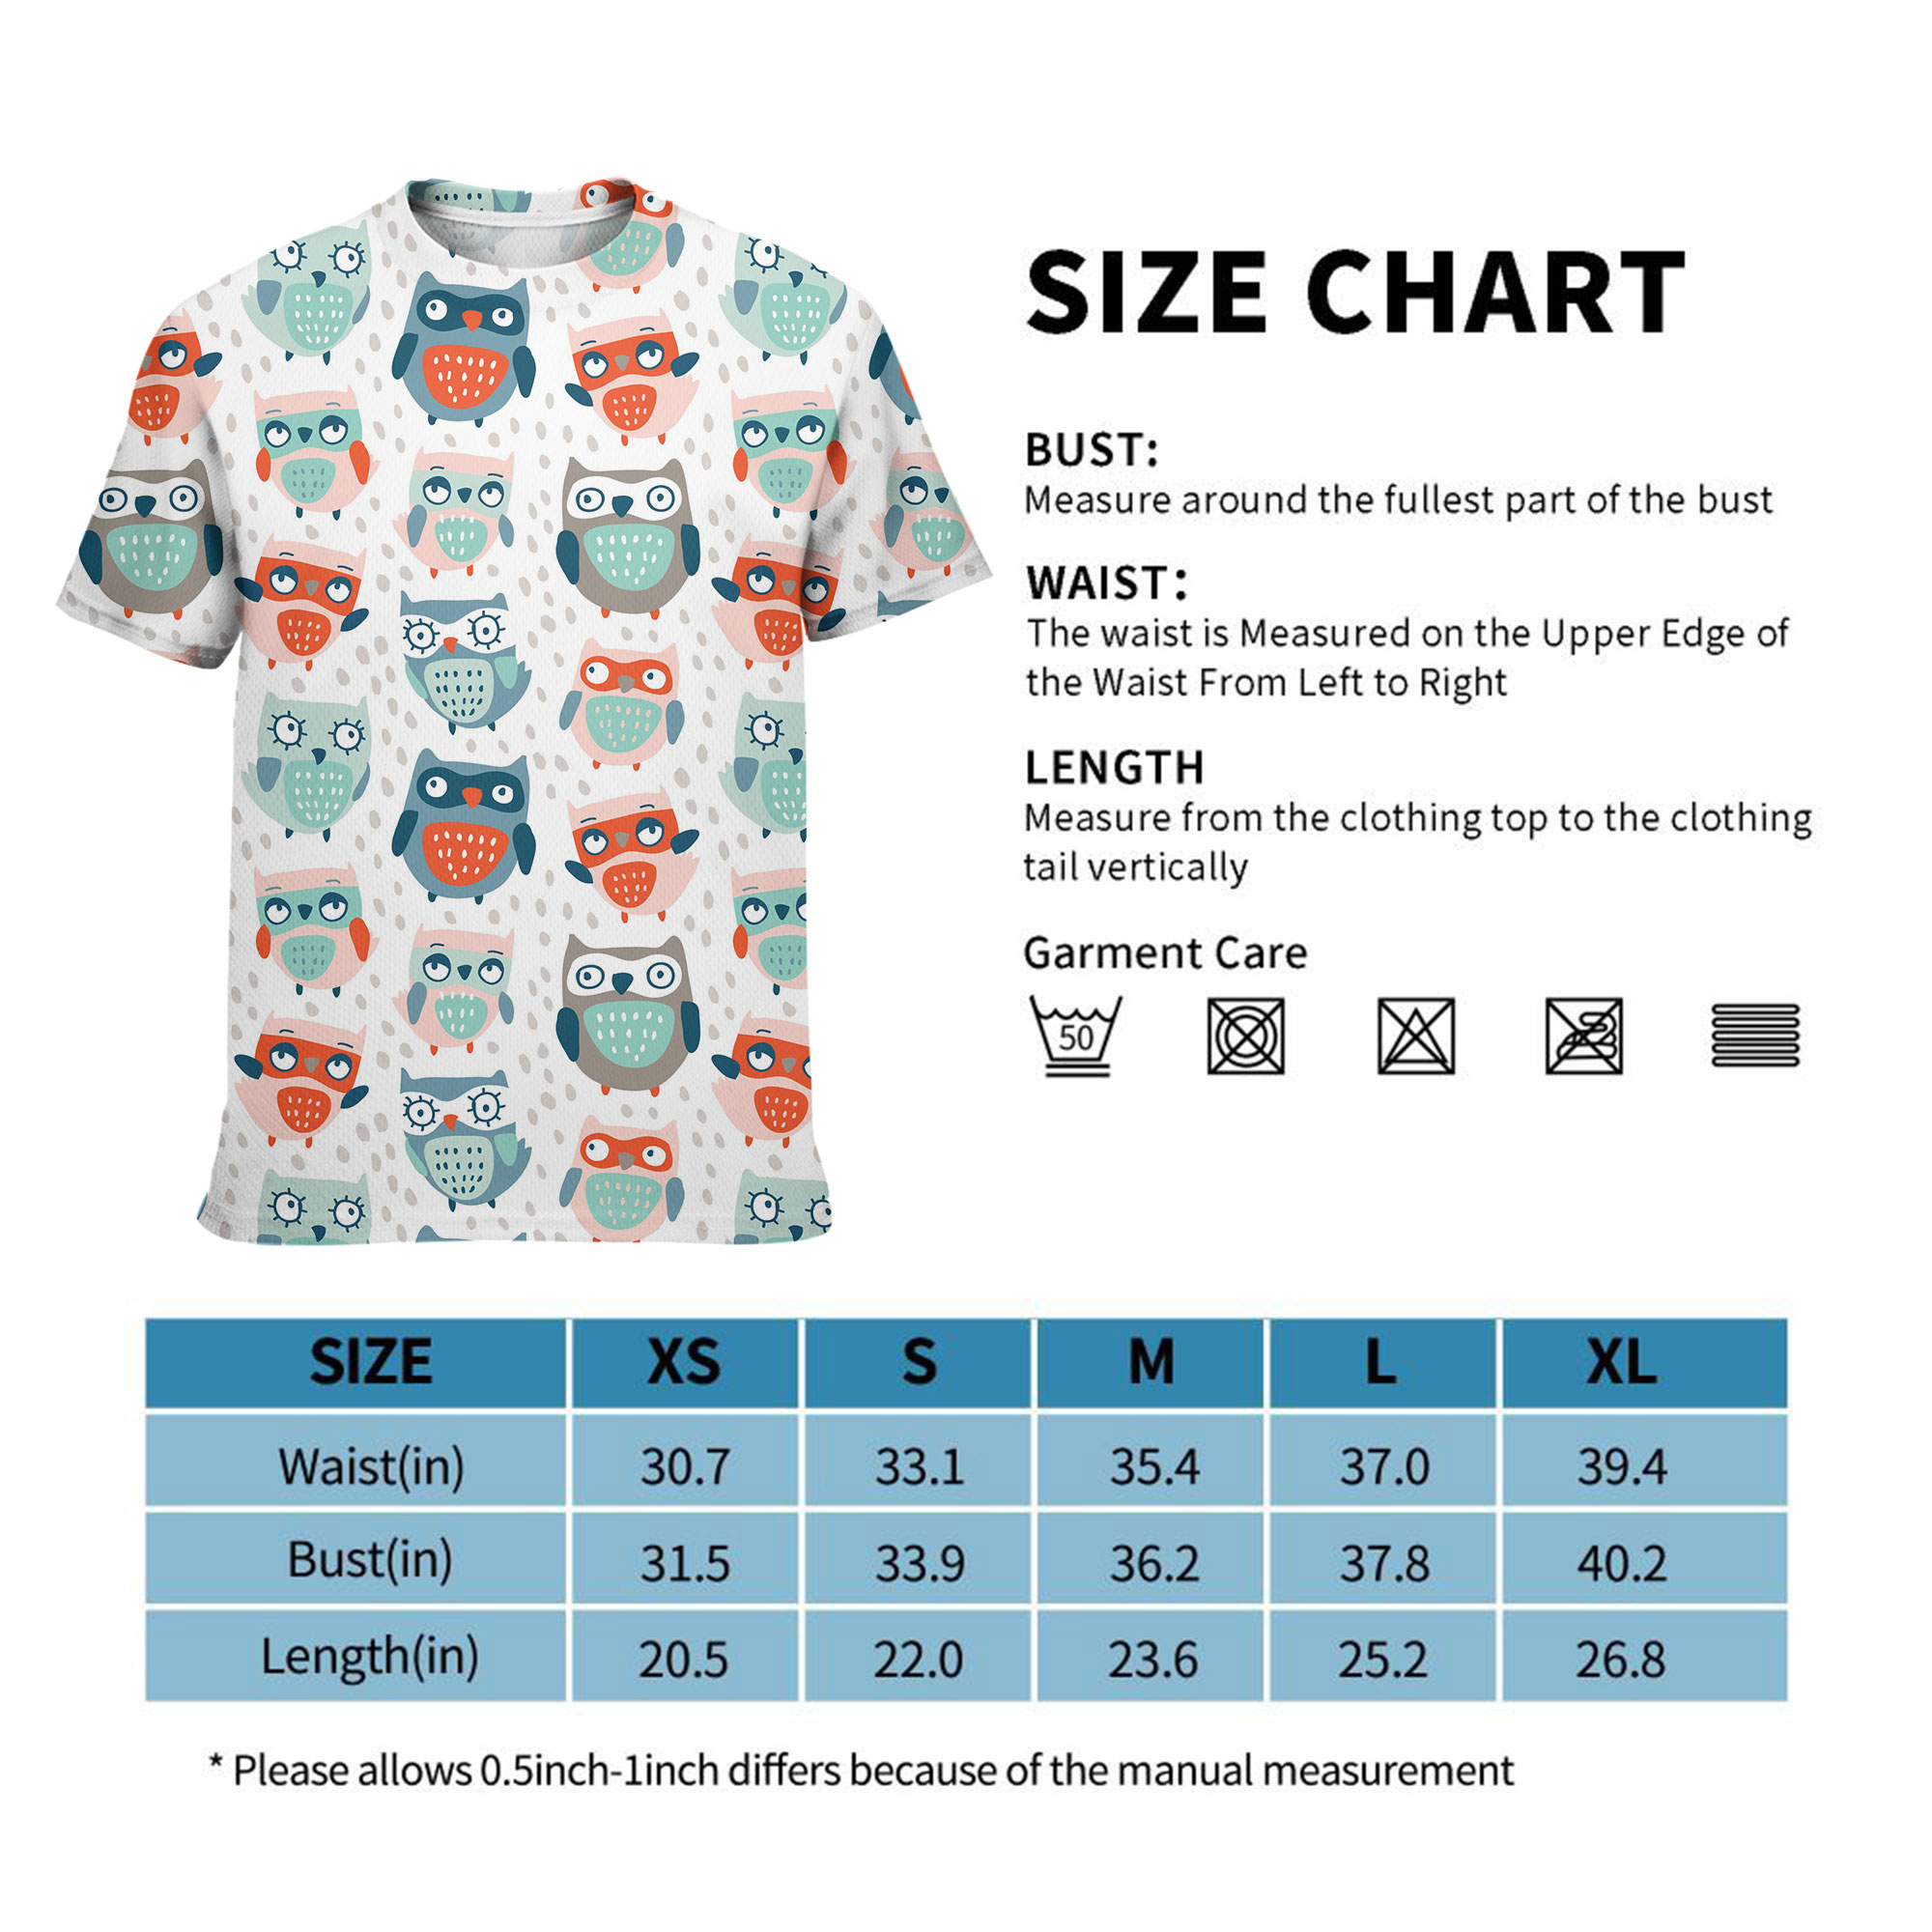 SIZE CHART
BUST:
Measure around the fullest part of the bust
WAIST:
The waist is Measured on the Upper Edge of
the Waist From Left to Right
LENGTH
Measure from the clothing top to the clothing
tail vertically
Garment Care
50
SIZE XS S M L XL
Waist(in) 30.7 33.1 35.4 37.0 39.4
Bust(in) 31.5 33.9 36.2 37.8 40.2
Length(in) 20.5 22.0 23.6 25.2 26.8
* Please allows 0.5inch-1inch differs because of the manual measurement